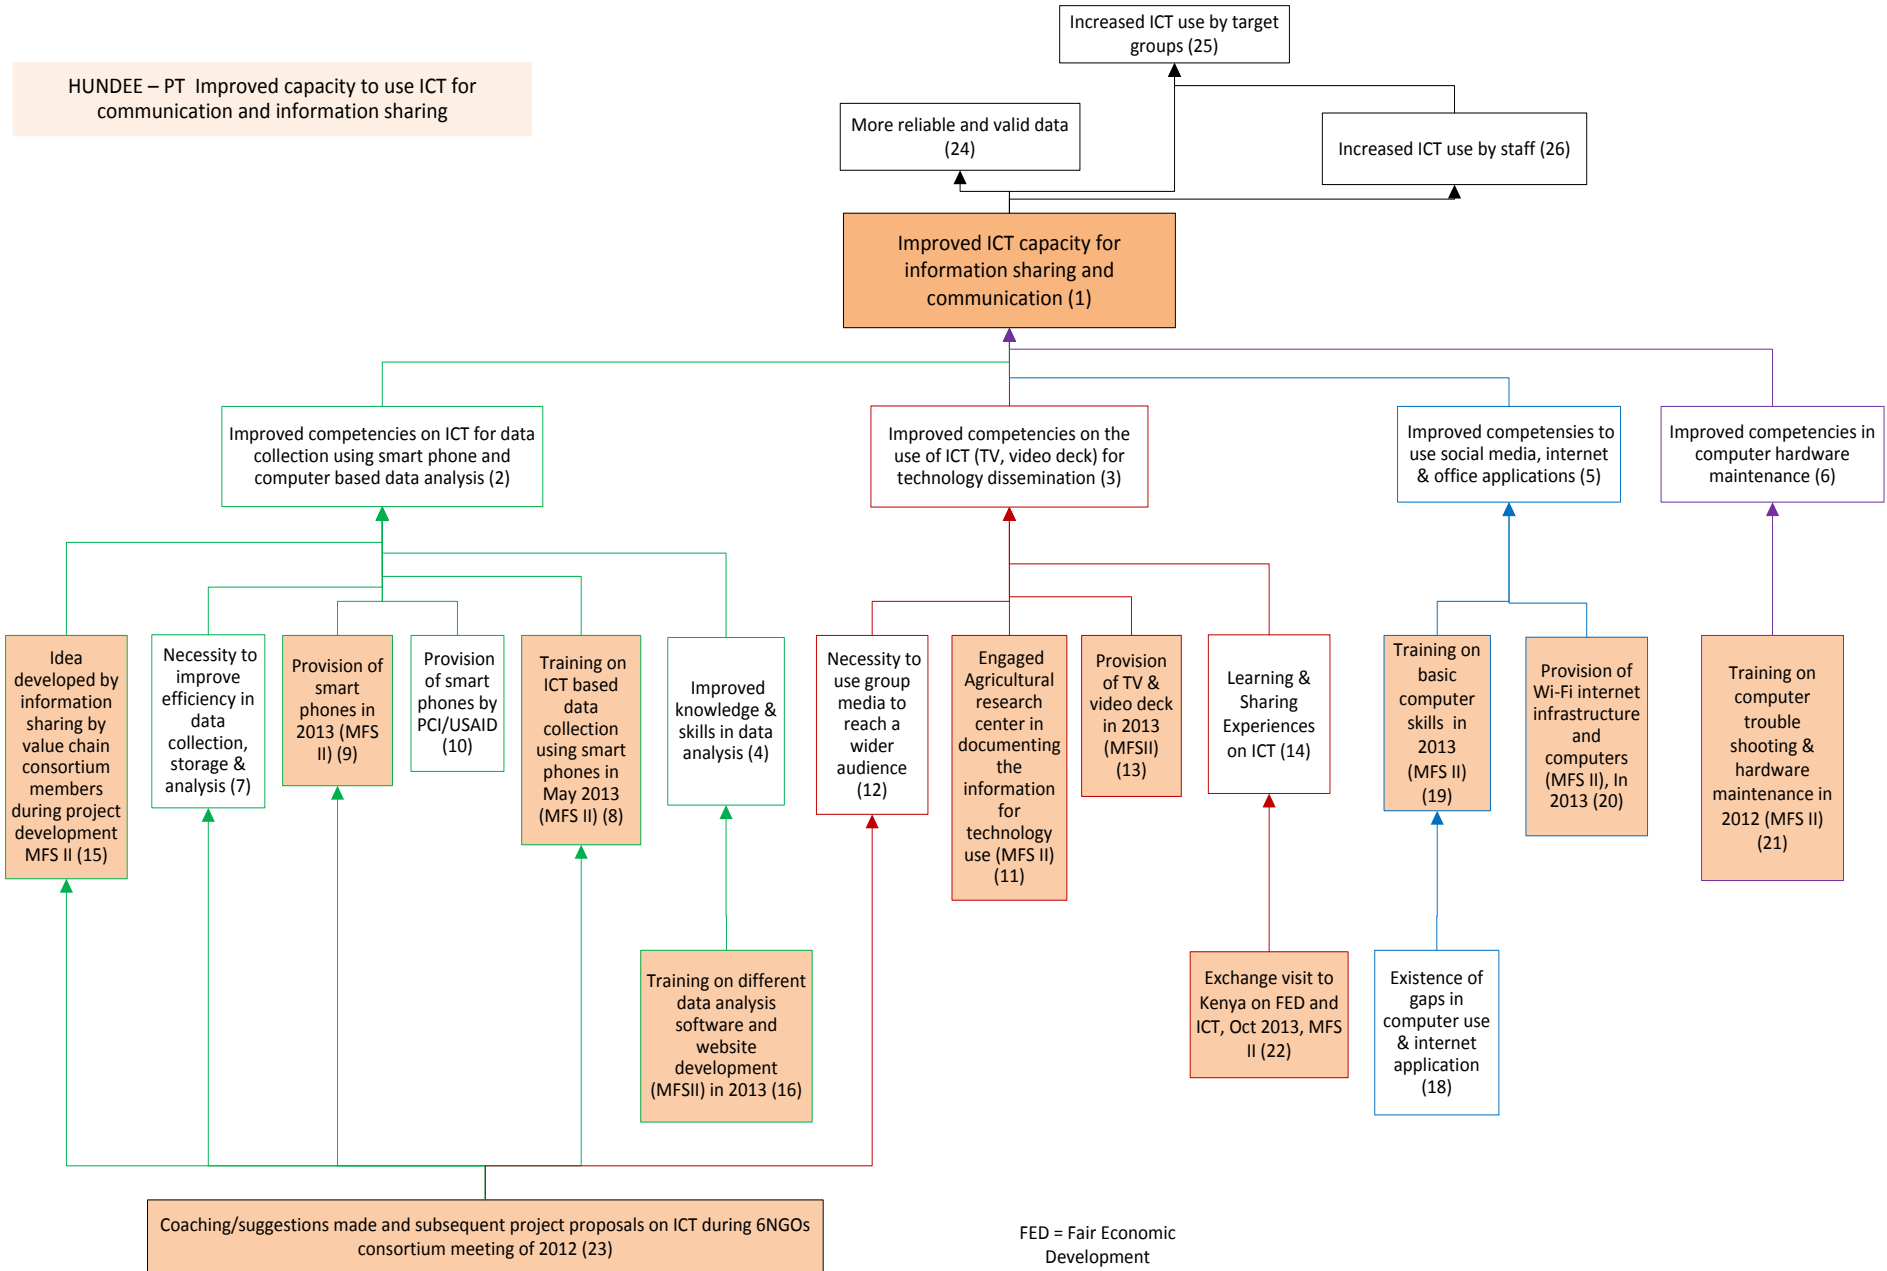 Increased ICT use by target
groups (25)
HUNDEE – PT  Improved capacity to use ICT for
communication and information sharing
More reliable and valid data
(24)
Increased ICT use by staff (26)
Improved ICT capacity for
information sharing and
communication (1)
Improved competencies on ICT for data
collection using smart phone and
computer based data analysis (2)
Improved competencies on the
use of ICT (TV, video deck) for
technology dissemination (3)
Improved competensies to
use social media, internet
& office applications (5)
Improved competencies in
computer hardware
maintenance (6)
Idea
developed by
information
sharing by
value chain
consortium
members
during project
development
MFS II (15)
Necessity to
improve
efficiency in
data
collection,
storage &
analysis (7)
Provision of
smart
phones in
2013 (MFS
II) (9)
Provision
of smart
phones by
PCI/USAID
(10)
Training on
ICT based
data
collection
using smart
phones in
May 2013
(MFS II) (8)
Improved
knowledge &
skills in data
analysis (4)
Necessity to
use group
media to
reach a
wider
audience
(12)
Engaged
Agricultural
research
center in
documenting
the
information
for
technology
use (MFS II)
(11)
Provision
of TV &
video deck
in 2013
(MFSII)
(13)
Learning &
Sharing
Experiences
on ICT (14)
Training on
basic
computer
skills  in
2013
(MFS II)
(19)
Provision of
Wi-Fi internet
infrastructure
and
computers
(MFS II), In
2013 (20)
Training on
computer
trouble
shooting &
hardware
maintenance in
2012 (MFS II)
(21)
Training on different
data analysis
software and
website
development
(MFSII) in 2013 (16)
Exchange visit to
Kenya on FED and
ICT, Oct 2013, MFS
II (22)
Existence of
gaps in
computer use
& internet
application
(18)
Coaching/suggestions made and subsequent project proposals on ICT during 6NGOs
consortium meeting of 2012 (23)
FED = Fair Economic
Development